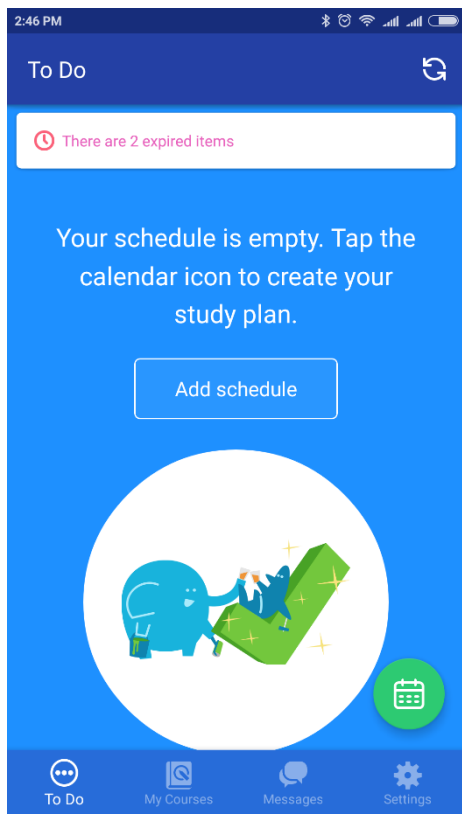 2:46 PM
To Do
There are 2 expired items
Your schedule is empty. Tap the
calendar icon to create your
study plan.
Add schedule
To Do
My Courses
Messages
Settings